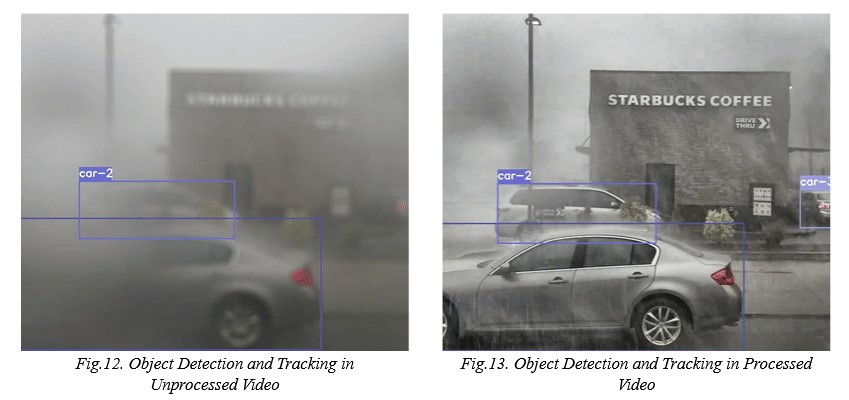 car-2
STARBUCKS COFFEE
car-2
STARBUCKS COFFEE
DRIVE
THRU
Fig.12. Object Detection and Tracking in
Unprocessed Video
Fig.13. Object Detection and Tracking in Processed
Video